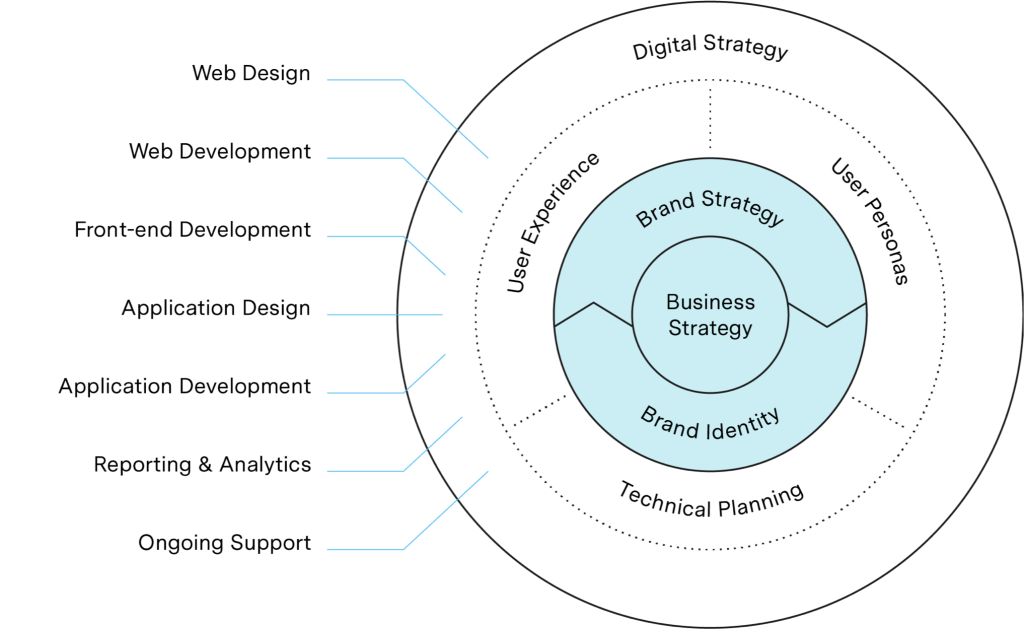 Web Design
Web Development
Front-end Development
Application Design
Application Development
Reporting & Analytics
Ongoing Support
Digital Strategy
User Experience
User Personas
Technical Planning
Brand Strategy
Business
Strategy
Brand Identity